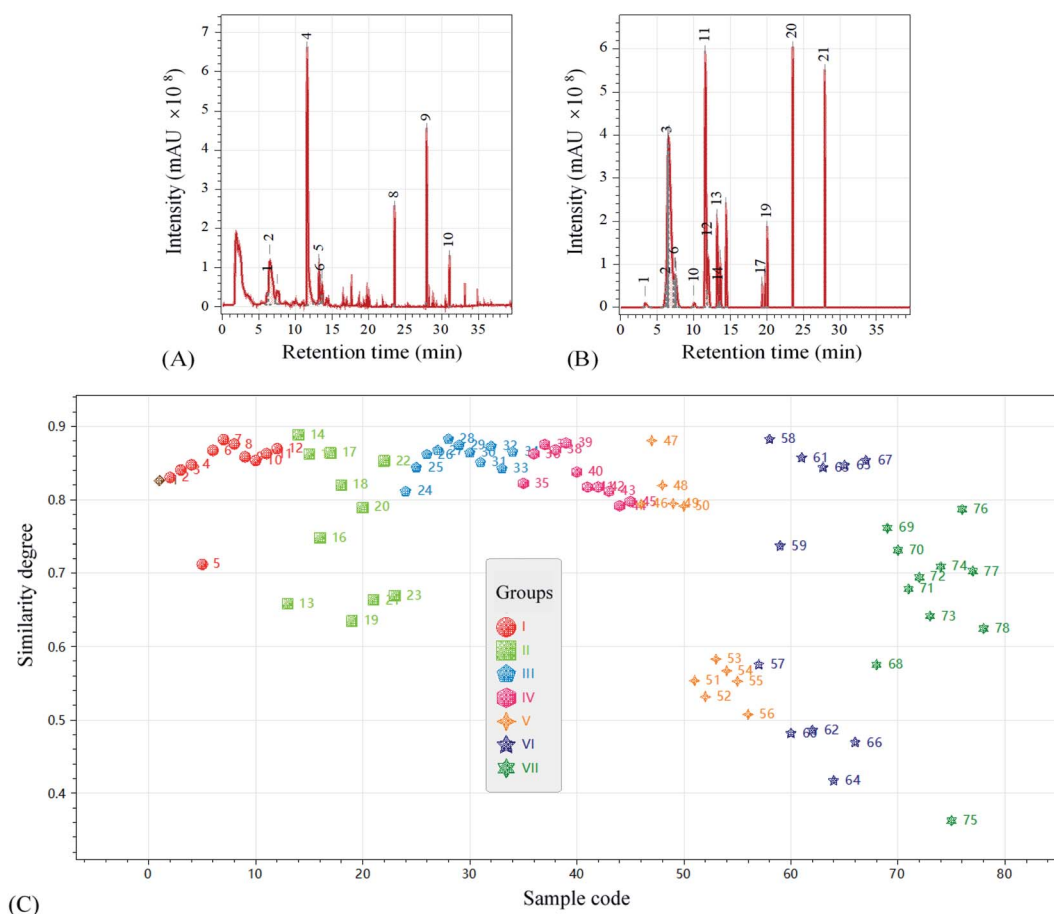 7
6
5
4
3
2
1
0
Intensity (mAU ×10 8)
1
2
4
5
6
8
9
10
0 5 10 15 20 25 30 35
Retention time (min)
(A)
6
5
4
3
2
1
0
Intensity (mAU ×10 8)
1
2
3
6
10
11
12
13
14
17
19
20
21
0 5 10 15 20 25 30 35
Retention time (min)
(B)
0.9
0.8
0.7
0.6
0.5
0.4
Similarity degree
1 2 3 4 5 6 7 8 10 11 12
13 14 16 17 18 19 20 21 22 23
24 25 26 27 28 29 30 31 32 33 34
35 36 38 39 40 41 42 43 44 45
46 47 48 49 50 51 52 53 54 55 56
57 58 59 60 61 62 63 64 65 66 67
68 69 70 71 72 73 74 75 76 77 78
Groups
I
II
III
IV
V
VI
VII
0 10 20 30 40 50 60 70 80
Sample code
(C)